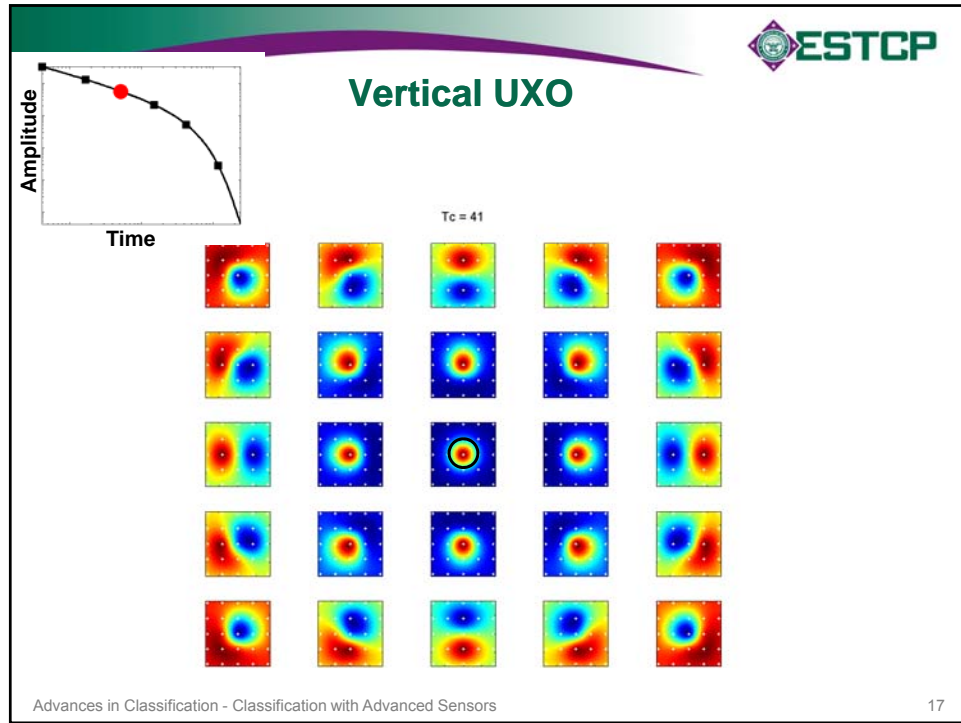 ESTCP
Vertical UXO
Amplitude
Time
Tc = 41
Advances in Classification - Classification with Advanced Sensors
17